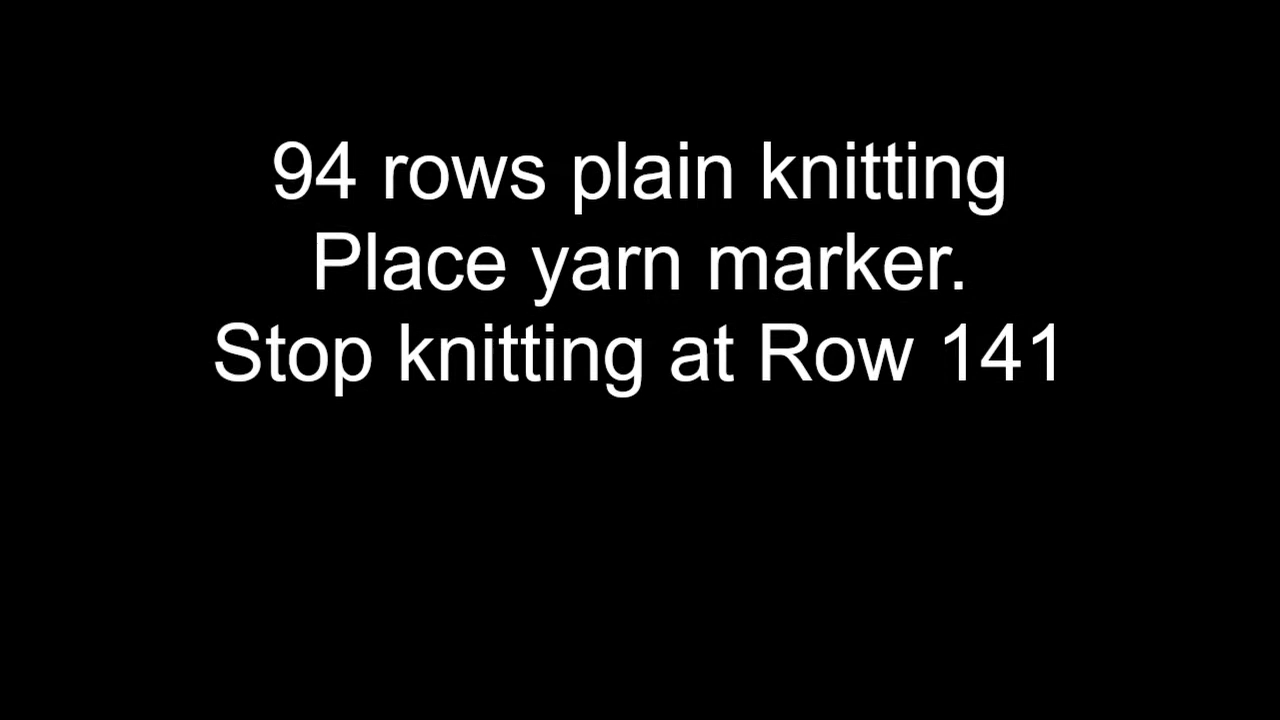 94 rows plain knitting
Place yarn marker.
Stop knitting at Row 141